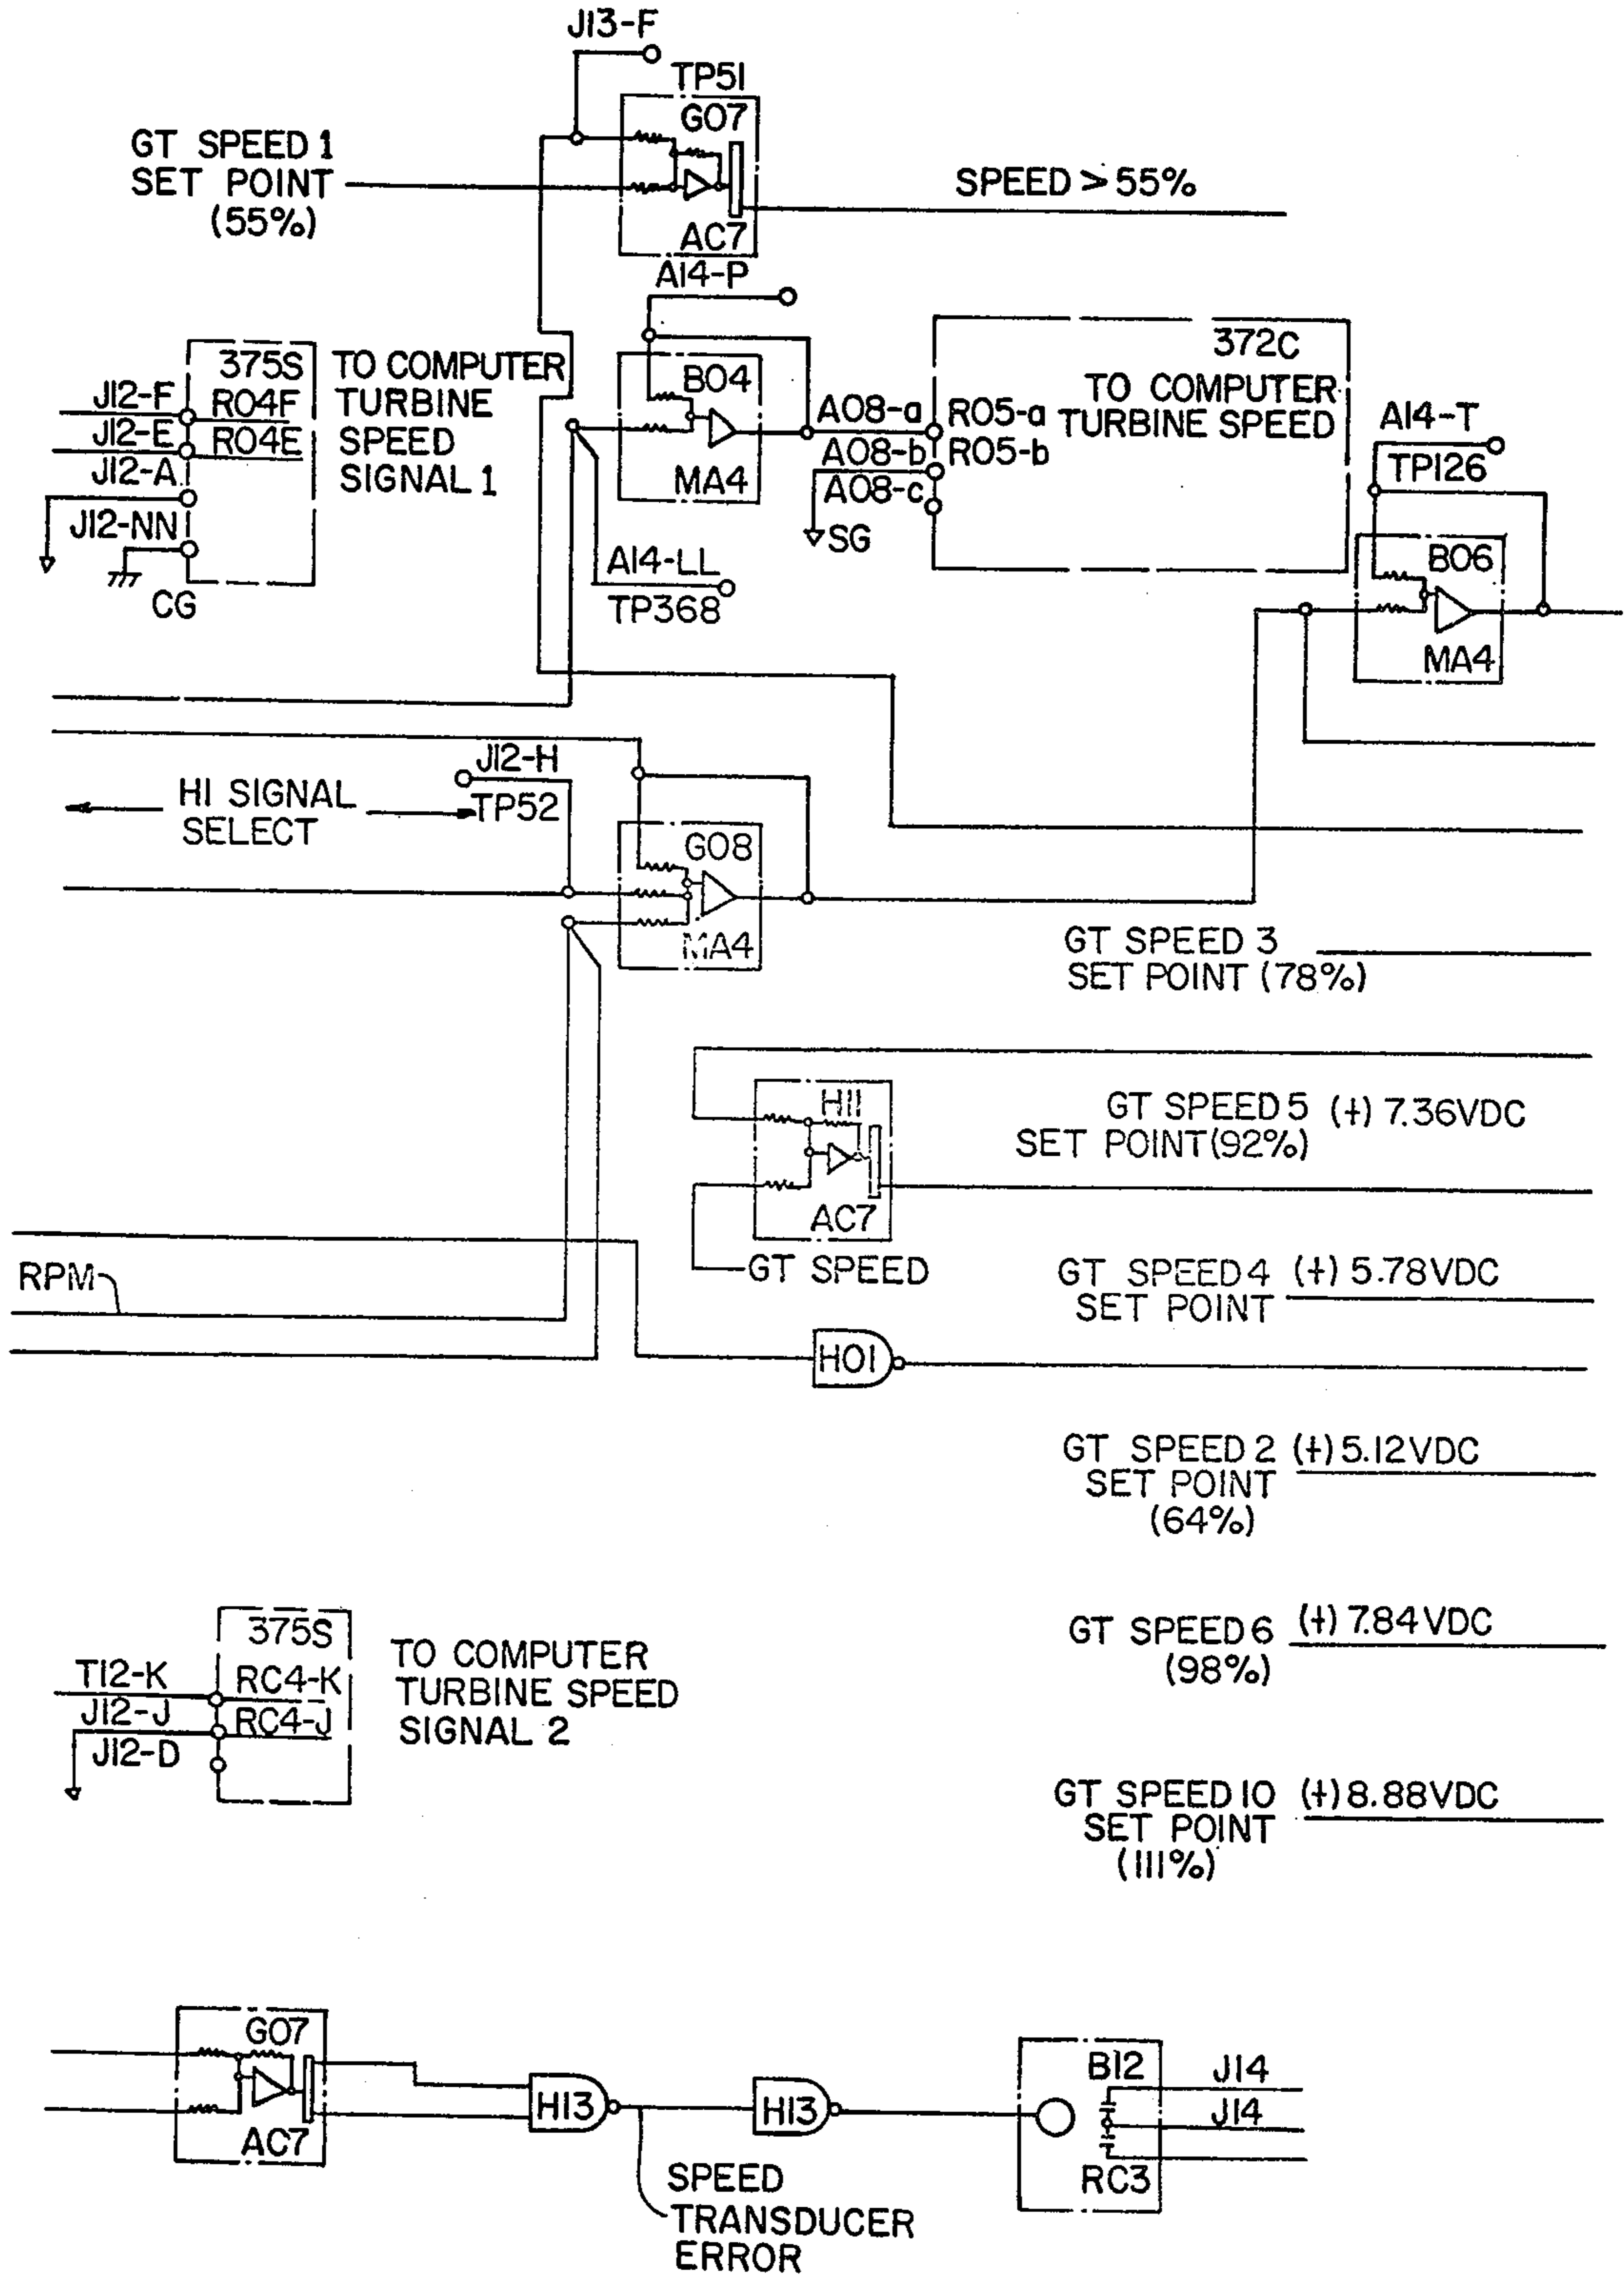 J13-F
TP51
G07
GT SPEED 1
SET POINT
(55%)
SPEED > 55%
AC7
A14-P
375S
R04F
R04E
J12-F
J12-E
J12-A
J12-NN
CG
TO COMPUTER
TURBINE
SPEED
SIGNAL 1
B04
MA4
A08-a
A08-b
A08-c
SG
372C
TO COMPUTER
TURBINE SPEED
R05-a
R05-b
A14-T
TP126
B06
MA4
A14-LL
TP368
J12-H
TP52
HI SIGNAL
SELECT
G08
MA4
GT SPEED 3
SET POINT (78%)
H11
AC7
GT SPEED 5 (+) 7.36VDC
SET POINT (92%)
GT SPEED
RPM
GT SPEED 4 (+) 5.78VDC
SET POINT
H01
GT SPEED 2 (+) 5.12VDC
SET POINT
(64%)
375S
T12-K
RC4-K
J12-J
RC4-J
J12-D
TO COMPUTER
TURBINE SPEED
SIGNAL 2
GT SPEED 6 (+) 7.84VDC
(98%)
GT SPEED 10 (+) 8.88VDC
SET POINT
(111%)
G07
AC7
H13
H13
SPEED
TRANSDUCER
ERROR
B12
RC3
J14
J14